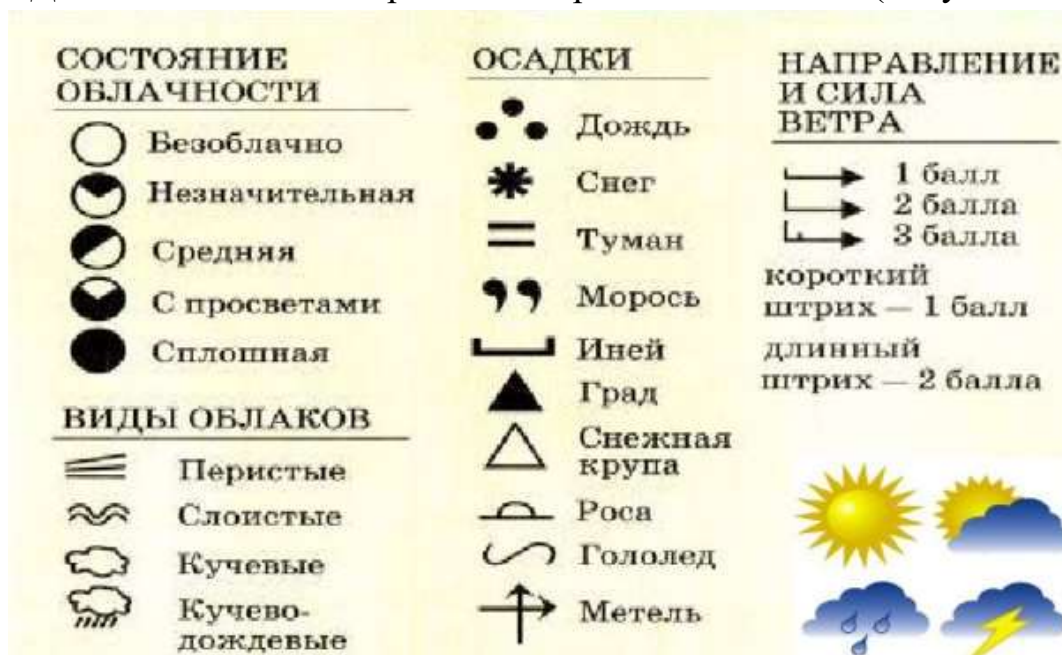 СОСТОЯНИЕ
ОБЛАЧНОСТИ
Безоблачно
Незначительная
Средняя
С просветами
Сплошная
ВИДЫ ОБЛАКОВ
Перистые
Слоистые
Кучевые
Кучево-
дождевые
ОСАДКИ
Дождь
Снег
Туман
Морось
Иней
Град
Снежная
крупа
Роса
Гололед
Метель
НАПРАВЛЕНИЕ
И СИЛА
ВЕТРА
1 балл
2 балла
3 балла
короткий
штрих — 1 балл
длинный
штрих — 2 балла